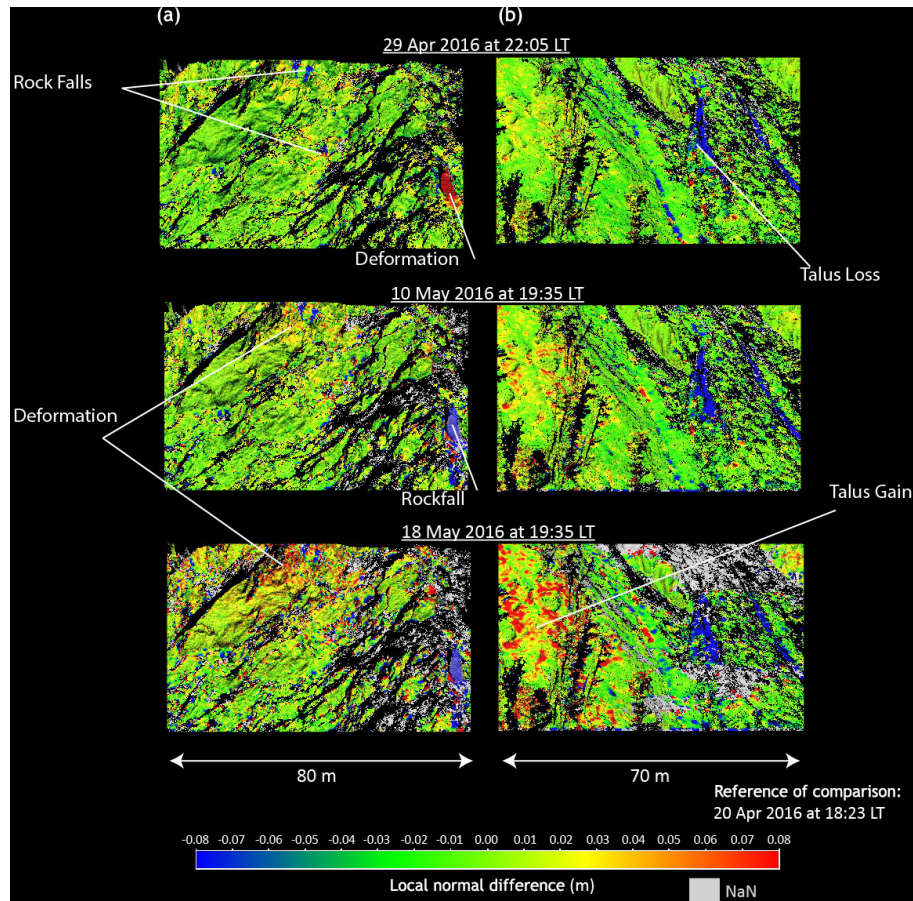 (a) (b)
29 Apr 2016 at 22:05 LT
Rock Falls
Deformation
Talus Loss
10 May 2016 at 19:35 LT
Deformation
Rockfall
Talus Gain
18 May 2016 at 19:35 LT
80 m 70 m
Reference of comparison:
20 Apr 2016 at 18:23 LT
-0.08 -0.07 -0.06 -0.05 -0.04 -0.03 -0.02 -0.01 0.00 0.02 0.02 0.03 0.04 0.05 0.06 0.07 0.08
Local normal difference (m)
NaN